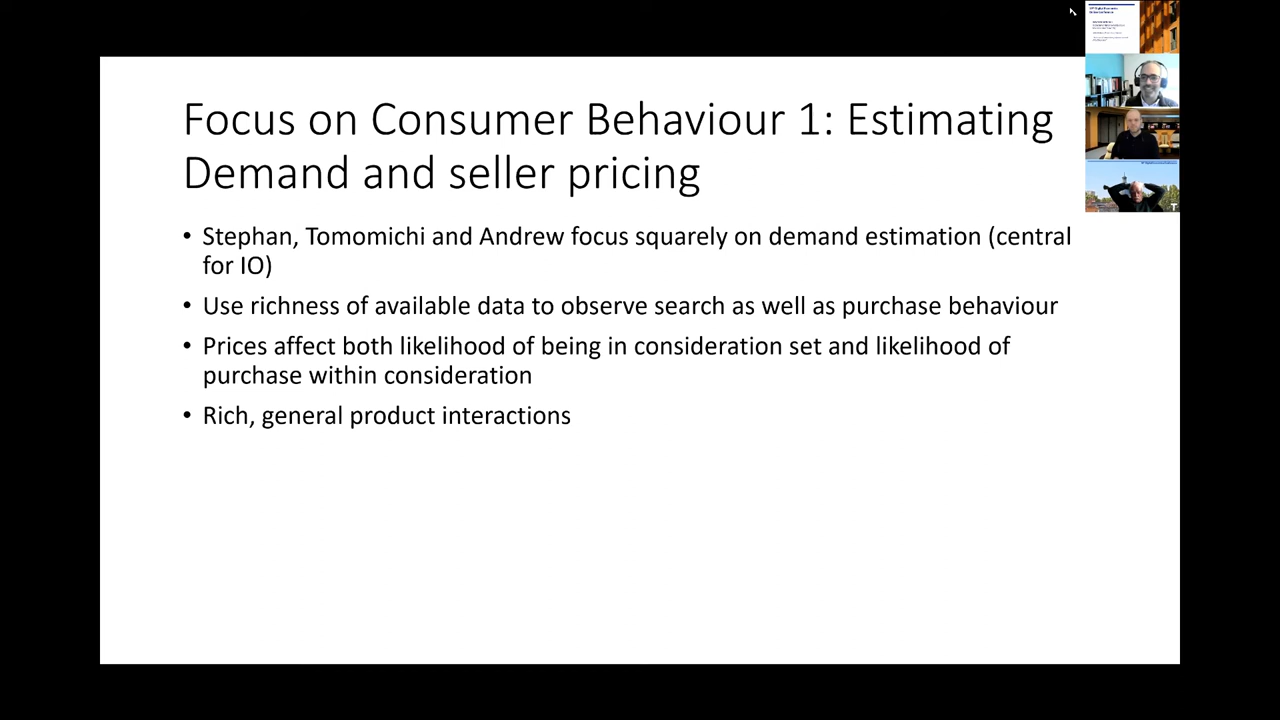 Focus on Consumer Behaviour 1: Estimating
Demand and seller pricing
• Stephan, Tomomichi and Andrew focus squarely on demand estimation (central
for IO)
• Use richness of available data to observe search as well as purchase behaviour
• Prices affect both likelihood of being in consideration set and likelihood of
purchase within consideration
• Rich, general product interactions